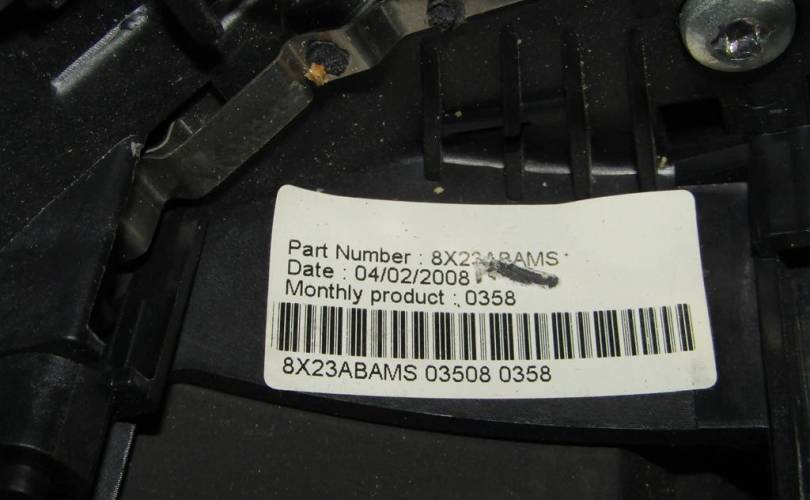 Part Number : 8X23ABAMS
Date : 04/02/2008
Monthly product : 0358
8X23ABAMS 03508 0358